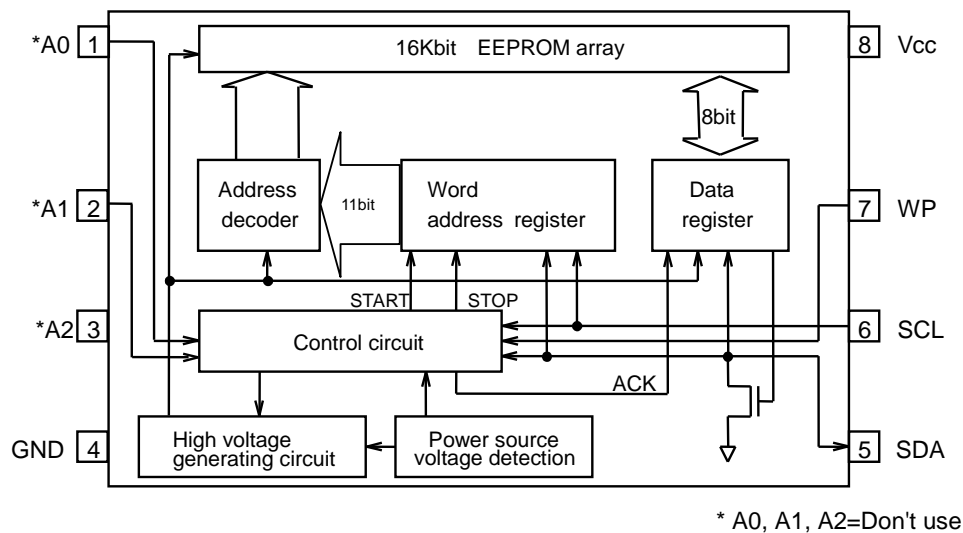 *A0 1
16Kbit EEPROM array
8 Vcc
8bit
*A1 2
Address
decoder
11bit
Word
address register
Data
register
7 WP
START
STOP
*A2 3
Control circuit
6 SCL
ACK
GND 4
High voltage
generating circuit
Power source
voltage detection
5 SDA
* A0, A1, A2=Don't use